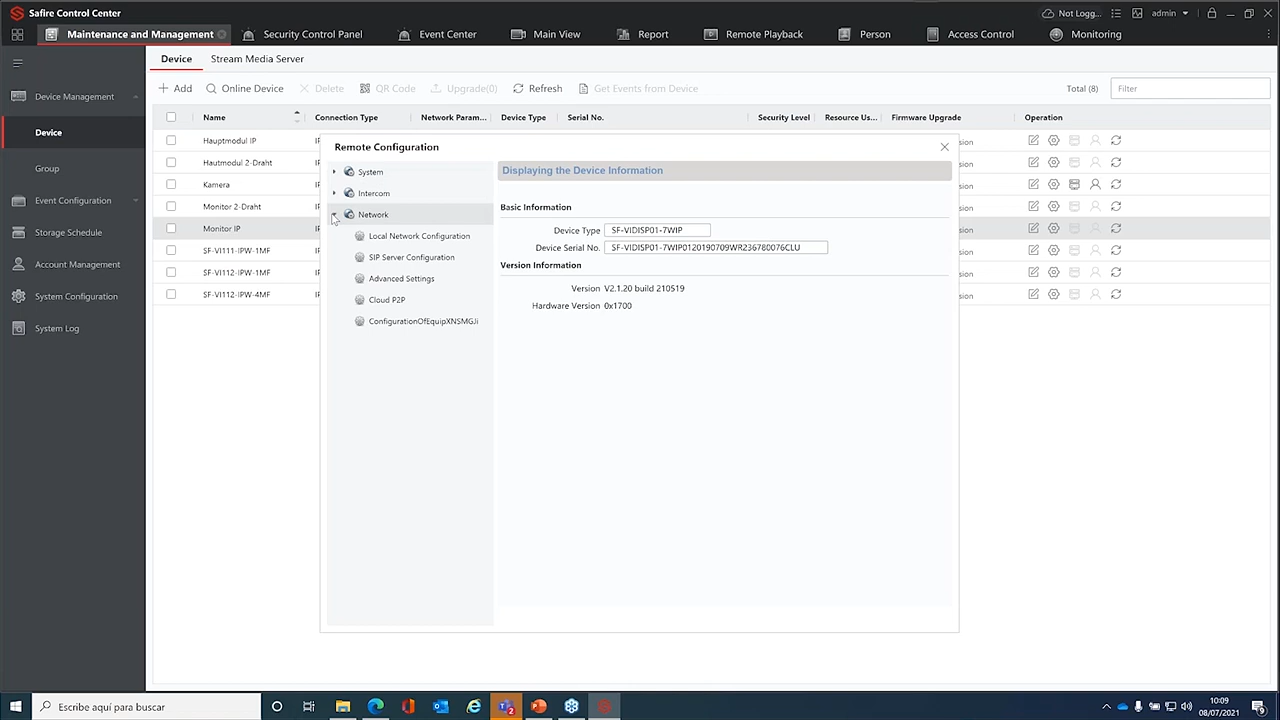 Safire Control Center
Not Logg...
admin
Maintenance and Management
Security Control Panel
Event Center
Main View
Report
Remote Playback
Person
Access Control
Monitoring
Device
Stream Media Server
Device Management
Device
Group
Event Configuration
Storage Schedule
Account Management
System Configuration
System Log
Add
Online Device
Delete
QR Code
Upgrade(0)
Refresh
Get Events from Device
Total (8)
Filter
Name
Connection Type
Network Param...
Device Type
Serial No.
Security Level
Resource Us...
Firmware Upgrade
Operation
Hauptmodul IP
Hautmodul 2-Draht
Kamera
Monitor 2-Draht
Monitor IP
SF-VI111-IPW-1MF
SF-VI112-IPW-1MF
SF-VI112-IPW-4MF
Remote Configuration
System
Intercom
Network
Local Network Configuration
SIP Server Configuration
Advanced Settings
Cloud P2P
ConfigurationOfEquipXNSMGJi
Displaying the Device Information
Basic Information
Device Type SF-VIDISP01-7WIP
Device Serial No. SF-VIDISP01-7WIP0120190709WR236780076CLU
Version Information
Version V2.1.20 build 210519
Hardware Version 0x1700
Escribe aquí para buscar
10:09
08/07/2021